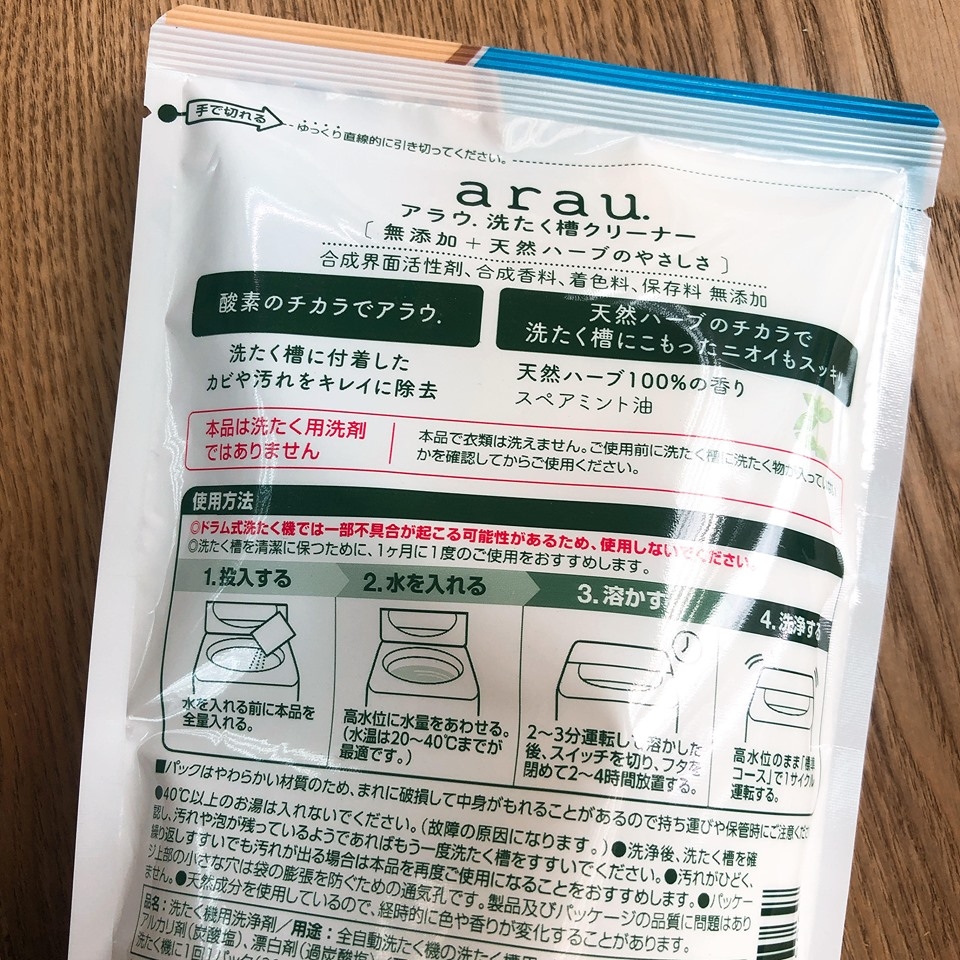 手で切れる
ゆっくり直線的に引き切ってください。
arau.
アラウ.洗たく槽クリーナー
〔 無添加 + 天然ハーブのやさしさ 〕
合成界面活性剤、合成香料、着色料、保存料 無添加
酸素のチカラでアラウ.
洗たく槽に付着した
カビや汚れをキレイに除去
天然ハーブのチカラで
洗たく槽にこもったニオイもスッキリ
天然ハーブ100%の香り
スペアミント油
本品は洗たく用洗剤
ではありません
本品で衣類は洗えません。ご使用前に洗たく槽に洗たく物が入っていない
かを確認してからご使用ください。
使用方法
◎ドラム式洗たく機では一部不具合が起こる可能性があるため、使用しないでください。
◎洗たく槽を清潔に保つために、1ヶ月に1度のご使用をおすすめします。
1.投入する
水を入れる前に本品を
全量入れる。
2.水を入れる
高水位に水量をあわせる。
(水温は20~40℃までが
最適です。)
3.溶かす
2~3分運転して溶かした
後、スイッチを切り、フタを
閉めて2~4時間放置する。
4.洗浄する
高水位のまま「標準
コース」で1サイクル
運転する。
■パックはやわらかい材質のため、まれに破損して中身がもれることがあるので持ち運びや保管時にご注意くだ
●40℃以上のお湯は入れないでください。(故障の原因になります。)●洗浄後、洗たく槽を確
認し、汚れや泡が残っているようであればもう一度洗たく槽をすすいでください。●汚れがひどく、
繰り返しすすいでも汚れが出る場合は本品を再度ご使用になることをおすすめします。●パッケー
ジ上部の小さな穴は袋の膨張を防ぐための通気孔です。製品及びパッケージの品質に問題はあり
ません。●天然成分を使用しているので、経時的に色や香りが変化することがあります。
品名:洗たく機用洗浄剤/用途:全自動洗たく機の洗たく槽用
アルカリ剤(炭酸塩)、漂白剤(過炭酸塩)
洗たく機に1回1パック